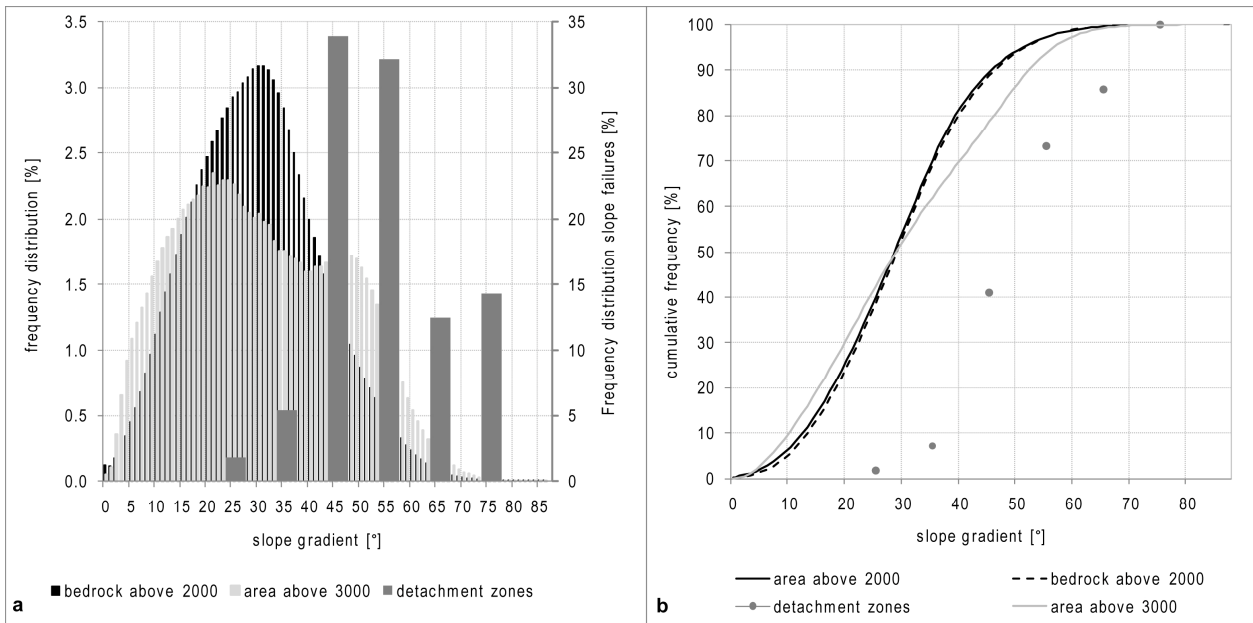 3.5
3.0
2.5
2.0
1.5
1.0
0.5
0.0
frequency distribution [%]
35
30
25
20
15
10
5
0
Frequency distribution slope failures [%]
0 5 10 15 20 25 30 35 40 45 50 55 60 65 70 75 80 85
slope gradient [°]
bedrock above 2000 area above 3000 detachment zones
a
100
90
80
70
60
50
40
30
20
10
0
cumulative frequency [%]
0 10 20 30 40 50 60 70 80
slope gradient [°]
area above 2000 bedrock above 2000
detachment zones area above 3000
b